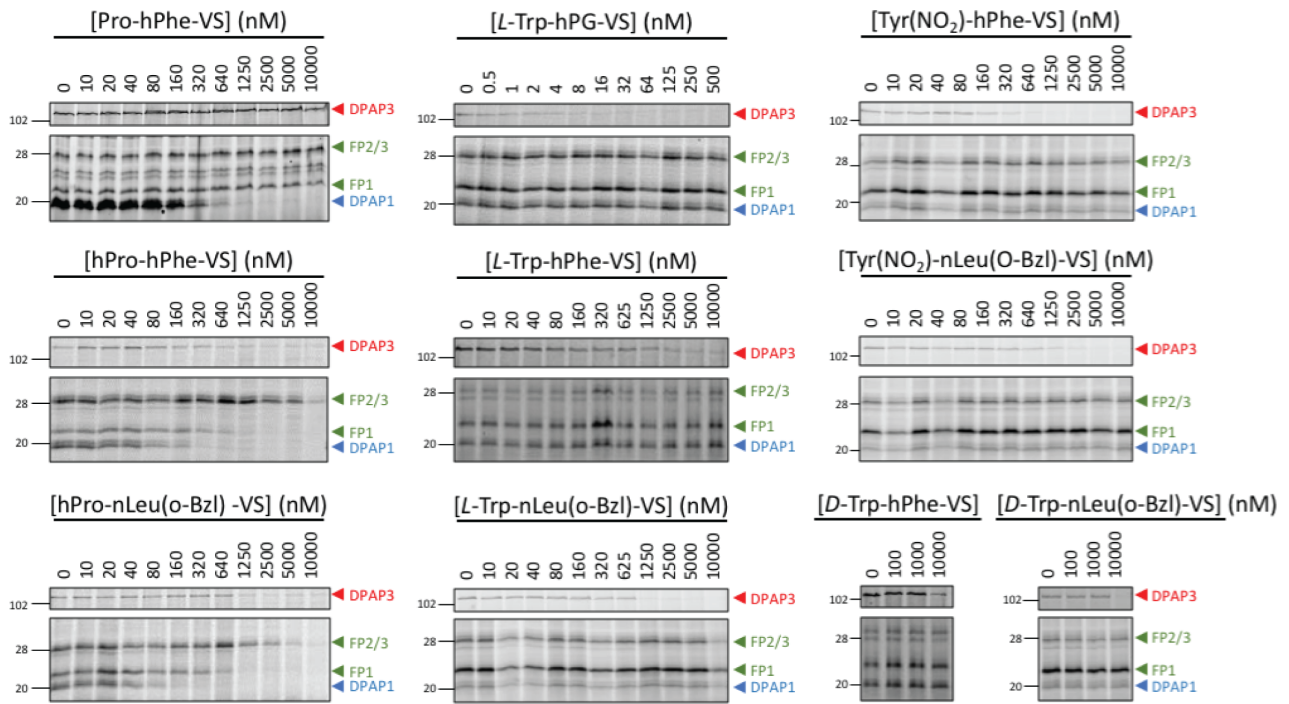 [Pro-hPhe-VS] (nM)
0 10 20 40 80 160 320 640 1250 2500 5000 10000
102
DPAP3
28
FP2/3
FP1
20
DPAP1
[L-Trp-hPG-VS] (nM)
0 0.5 1 2 4 8 16 32 64 125 250 500
102
DPAP3
28
FP2/3
FP1
20
DPAP1
[Tyr(NO2)-hPhe-VS] (nM)
0 10 20 40 80 160 320 640 1250 2500 5000 10000
102
DPAP3
28
FP2/3
FP1
20
DPAP1
[hPro-hPhe-VS] (nM)
0 10 20 40 80 160 320 640 1250 2500 5000 10000
102
DPAP3
28
FP2/3
FP1
20
DPAP1
[L-Trp-hPhe-VS] (nM)
0 10 20 40 80 160 320 625 1250 2500 5000 10000
102
DPAP3
28
FP2/3
FP1
20
DPAP1
[Tyr(NO2)-nLeu(O-Bzl)-VS] (nM)
0 10 20 40 80 160 320 640 1250 2500 5000 10000
102
DPAP3
28
FP2/3
FP1
20
DPAP1
[hPro-nLeu(o-Bzl) -VS] (nM)
0 10 20 40 80 160 320 640 1250 2500 5000 10000
102
DPAP3
28
FP2/3
FP1
20
DPAP1
[L-Trp-nLeu(o-Bzl)-VS] (nM)
0 10 20 40 80 160 320 625 1250 2500 5000 10000
102
DPAP3
28
FP2/3
FP1
20
DPAP1
[D-Trp-hPhe-VS]
0 100 1000 10000
102
20
[D-Trp-nLeu(o-Bzl)-VS] (nM)
0 100 1000 10000
102
DPAP3
28
FP2/3
FP1
20
DPAP1